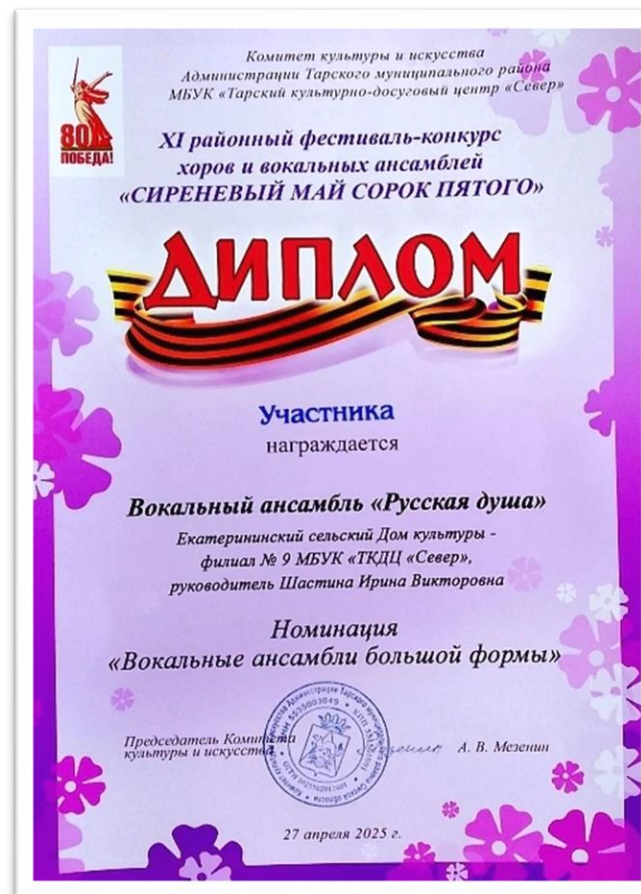 Комитет культуры и искусства
Администрации Тарского муниципального района
МБУК «Тарский культурно-досуговый центр «Север»
80
ПОБЕДА!
XI районный фестиваль-конкурс
хоров и вокальных ансамблей
«СИРЕНЕВЫЙ МАЙ СОРОК ПЯТОГО»
ДИПЛОМ
Участника
награждается
Вокальный ансамбль «Русская душа»
Екатерининский сельский Дом культуры -
филиал № 9 МБУК «ТКДЦ «Север»,
руководитель Шастина Ирина Викторовна
Номинация
«Вокальные ансамбли большой формы»
Председатель Комитета
культуры и искусства
А. В. Мезенин
27 апреля 2025 г.